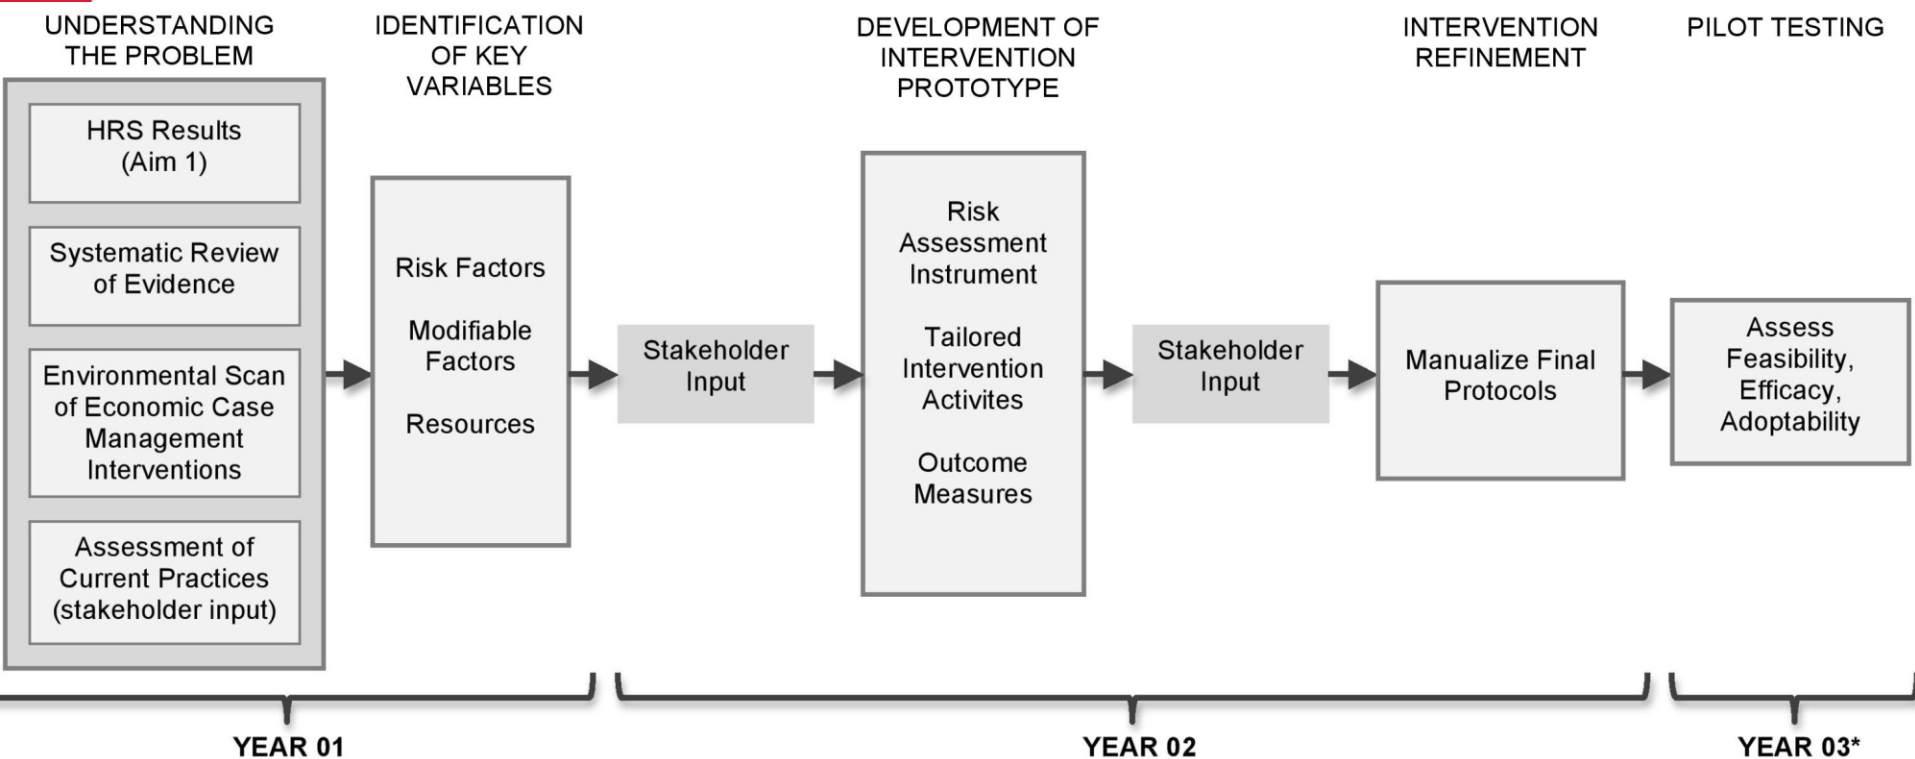 UNDERSTANDING
THE PROBLEM
HRS Results
(Aim 1)
Systematic Review
of Evidence
Environmental Scan
of Economic Case
Management
Interventions
Assessment of
Current Practices
(stakeholder input)
IDENTIFICATION
OF KEY
VARIABLES
Risk Factors
Modifiable
Factors
Resources
Stakeholder
Input
DEVELOPMENT OF
INTERVENTION
PROTOTYPE
Risk
Assessment
Instrument
Tailored
Intervention
Activites
Outcome
Measures
Stakeholder
Input
INTERVENTION
REFINEMENT
Manualize Final
Protocols
PILOT TESTING
Assess
Feasibility,
Efficacy,
Adoptability
YEAR 01
YEAR 02
YEAR 03*